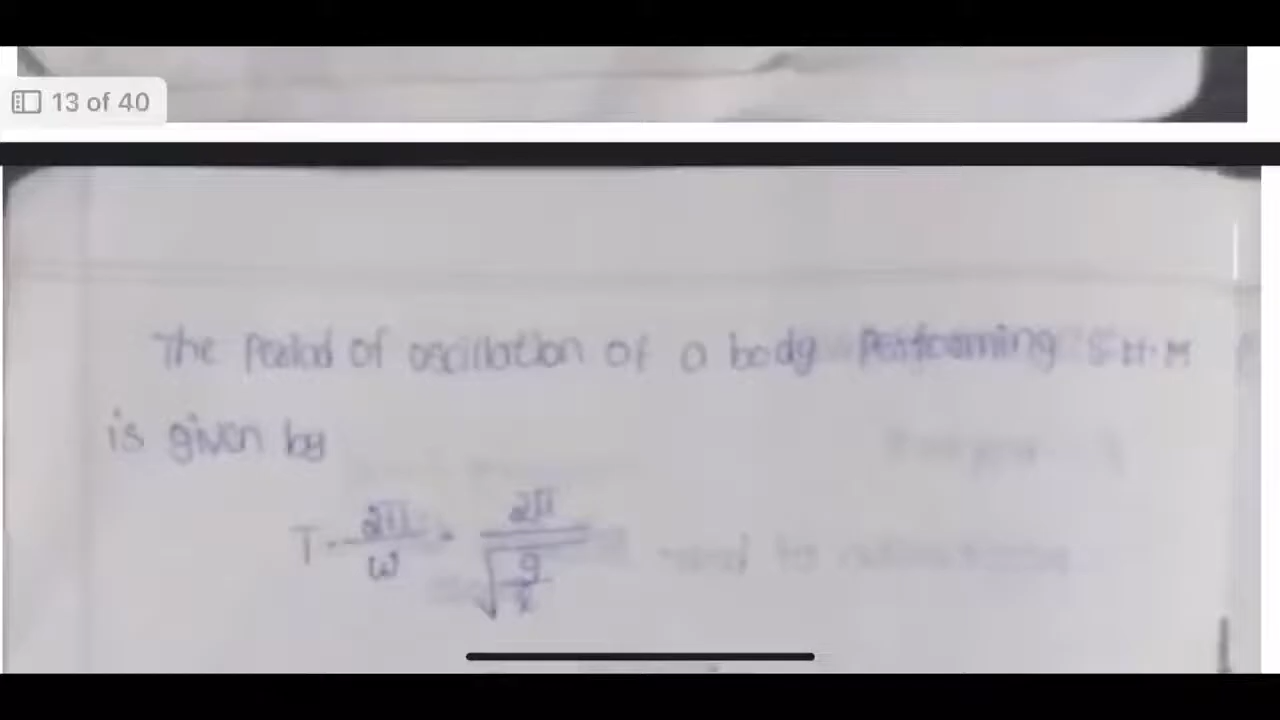 13 of 40
The Period of oscillation of a body Performing S.H.M
is given by
T = 2π/ω = 2π/√(g/l)